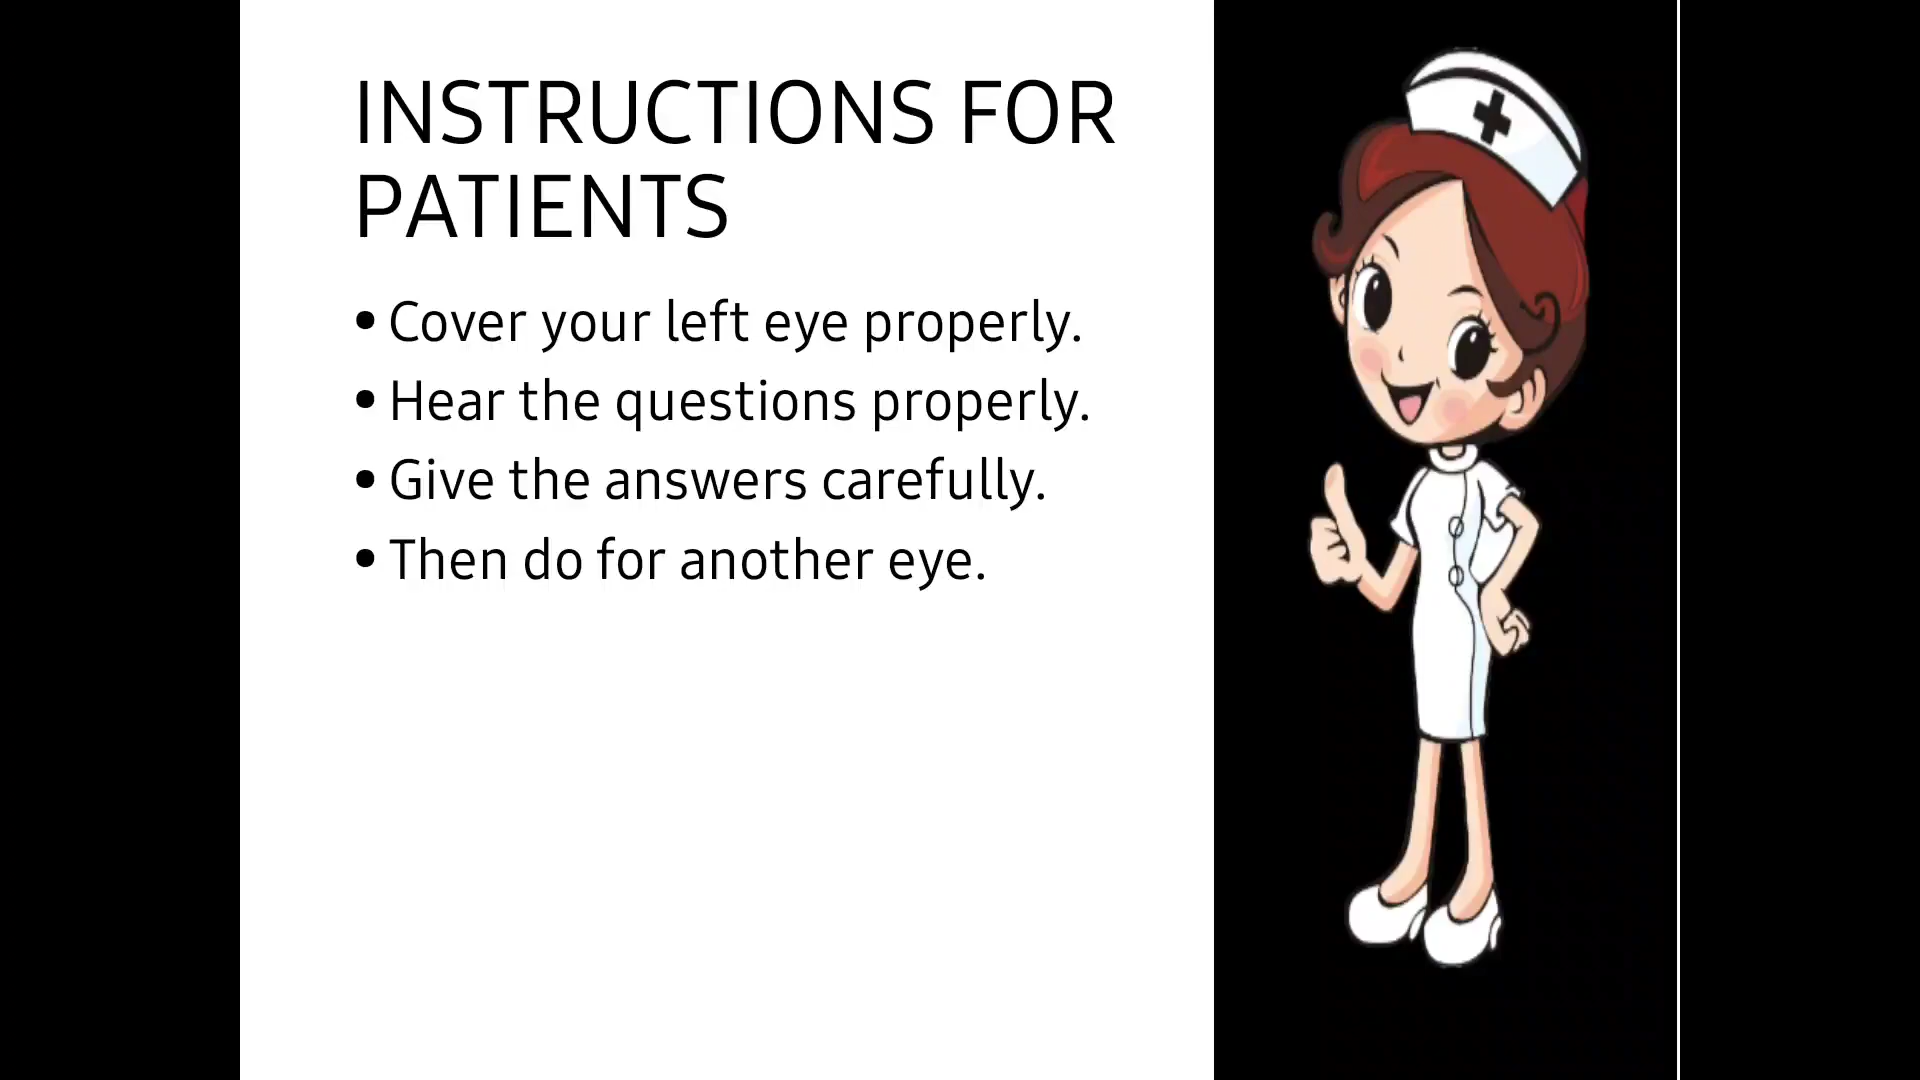 INSTRUCTIONS FOR
PATIENTS
• Cover your left eye properly.
• Hear the questions properly.
• Give the answers carefully.
• Then do for another eye.